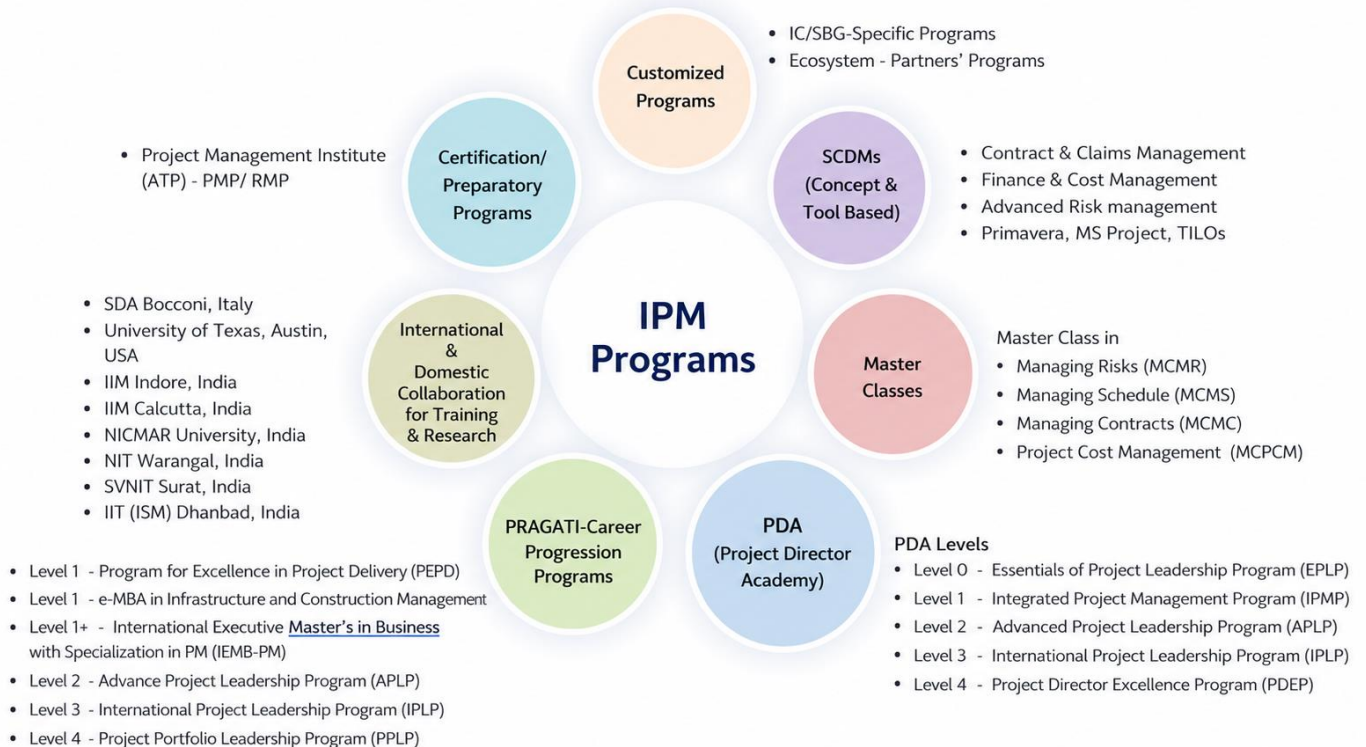 Customized
Programs
• IC/SBG-Specific Programs
• Ecosystem - Partners' Programs
Certification/
Preparatory
Programs
• Project Management Institute
(ATP) - PMP/ RMP
SCDMs
(Concept &
Tool Based)
• Contract & Claims Management
• Finance & Cost Management
• Advanced Risk management
• Primavera, MS Project, TILOs
IPM
Programs
International
&
Domestic
Collaboration
for Training
& Research
• SDA Bocconi, Italy
• University of Texas, Austin,
USA
• IIM Indore, India
• IIM Calcutta, India
• NICMAR University, India
• NIT Warangal, India
• SVNIT Surat, India
• IIT (ISM) Dhanbad, India
Master
Classes
Master Class in
• Managing Risks (MCMR)
• Managing Schedule (MCMS)
• Managing Contracts (MCMC)
• Project Cost Management (MCPCM)
PRAGATI-Career
Progression
Programs
• Level 1 - Program for Excellence in Project Delivery (PEPD)
• Level 1 - e-MBA in Infrastructure and Construction Management
• Level 1+ - International Executive Master's in Business
with Specialization in PM (IEMB-PM)
• Level 2 - Advance Project Leadership Program (APLP)
• Level 3 - International Project Leadership Program (IPLP)
• Level 4 - Project Portfolio Leadership Program (PPLP)
PDA
(Project Director
Academy)
PDA Levels
• Level 0 - Essentials of Project Leadership Program (EPLP)
• Level 1 - Integrated Project Management Program (IPMP)
• Level 2 - Advanced Project Leadership Program (APLP)
• Level 3 - International Project Leadership Program (IPLP)
• Level 4 - Project Director Excellence Program (PDEP)